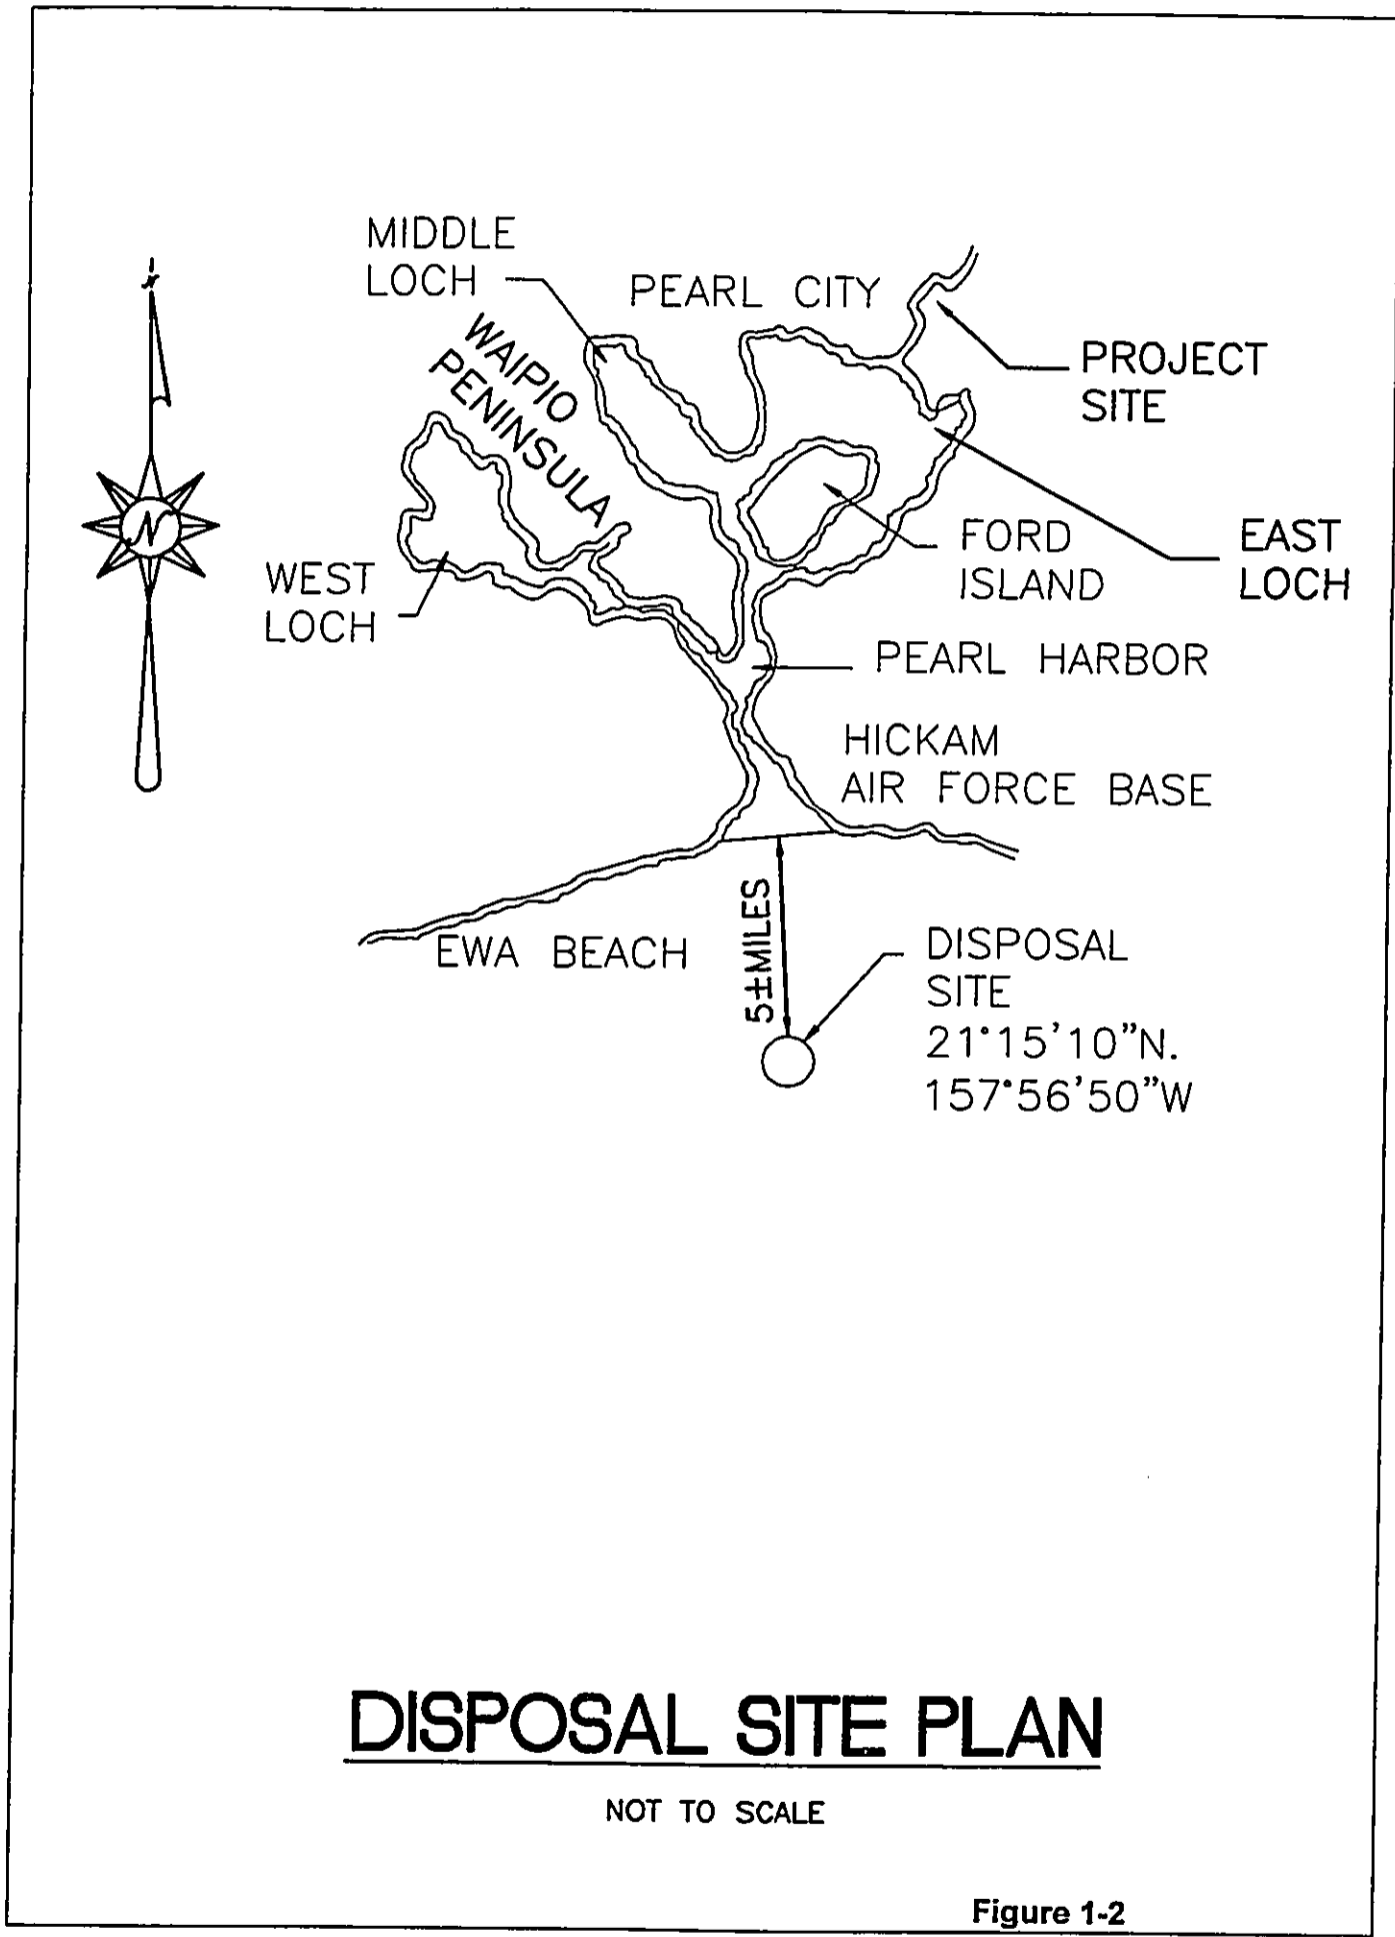 MIDDLE
LOCH
PEARL CITY
WAIPIO
PENINSULA
PROJECT
SITE
WEST
LOCH
FORD
ISLAND
EAST
LOCH
PEARL HARBOR
HICKAM
AIR FORCE BASE
N
EWA BEACH
5±MILES
DISPOSAL
SITE
21°15'10"N.
157°56'50"W
DISPOSAL SITE PLAN
NOT TO SCALE
Figure 1-2